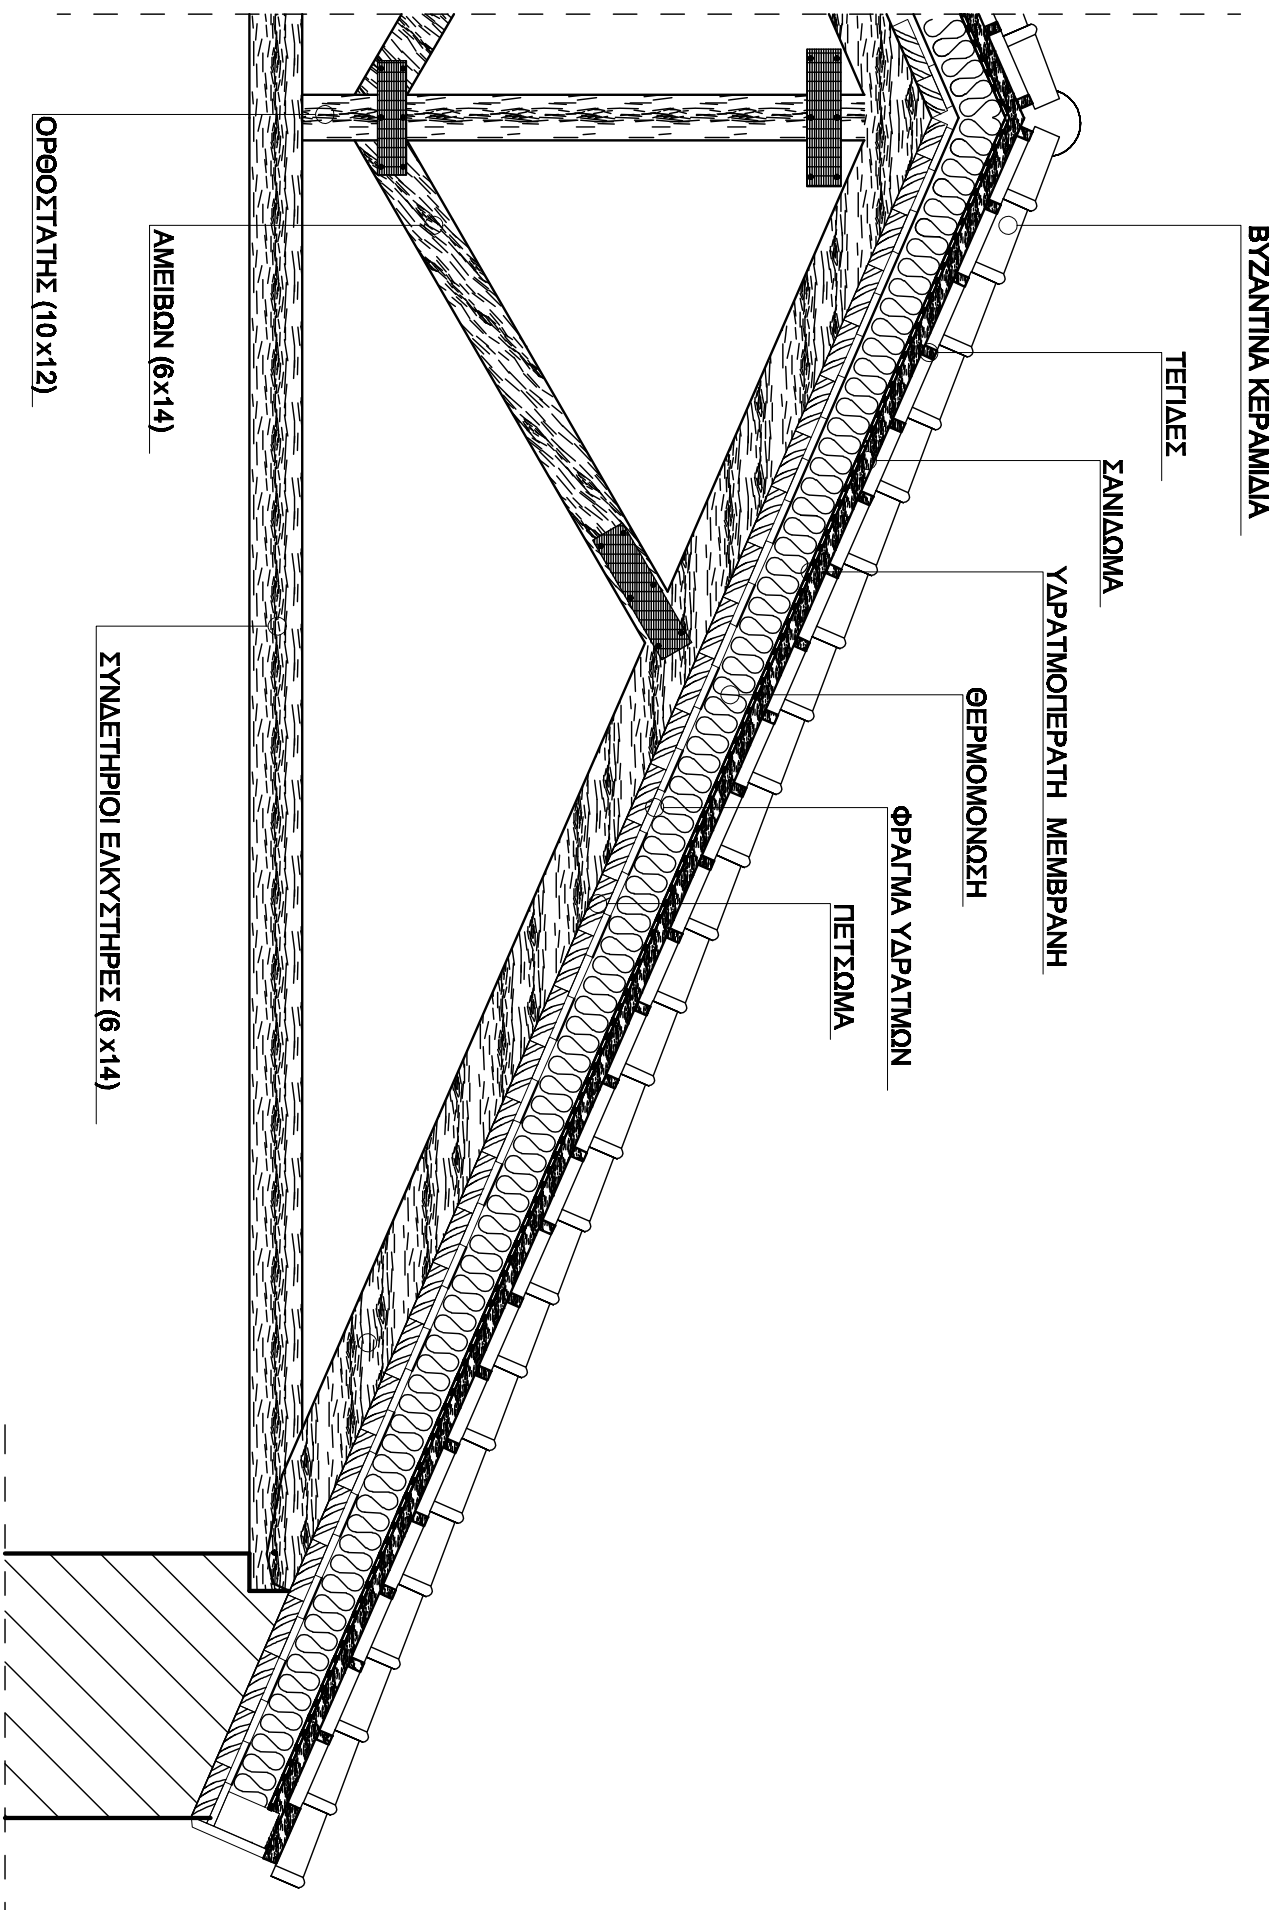 ΒΥΖΑΝΤΙΝΑ ΚΕΡΑΜΙΔΙΑ
ΤΕΓΙΔΕΣ
ΣΑΝΙΔΩΜΑ
ΥΔΡΑΤΜΟΠΕΡΑΤΗ ΜΕΜΒΡΑΝΗ
ΘΕΡΜΟΜΟΝΩΣΗ
ΦΡΑΓΜΑ ΥΔΡΑΤΜΩΝ
ΠΕΤΣΩΜΑ
ΑΜΕΙΒΩΝ (6x14)
ΣΥΝΔΕΤΗΡΙΟΙ ΕΛΚΥΣΤΗΡΕΣ (6 x14)
ΟΡΘΟΣΤΑΤΗΣ (10x12)